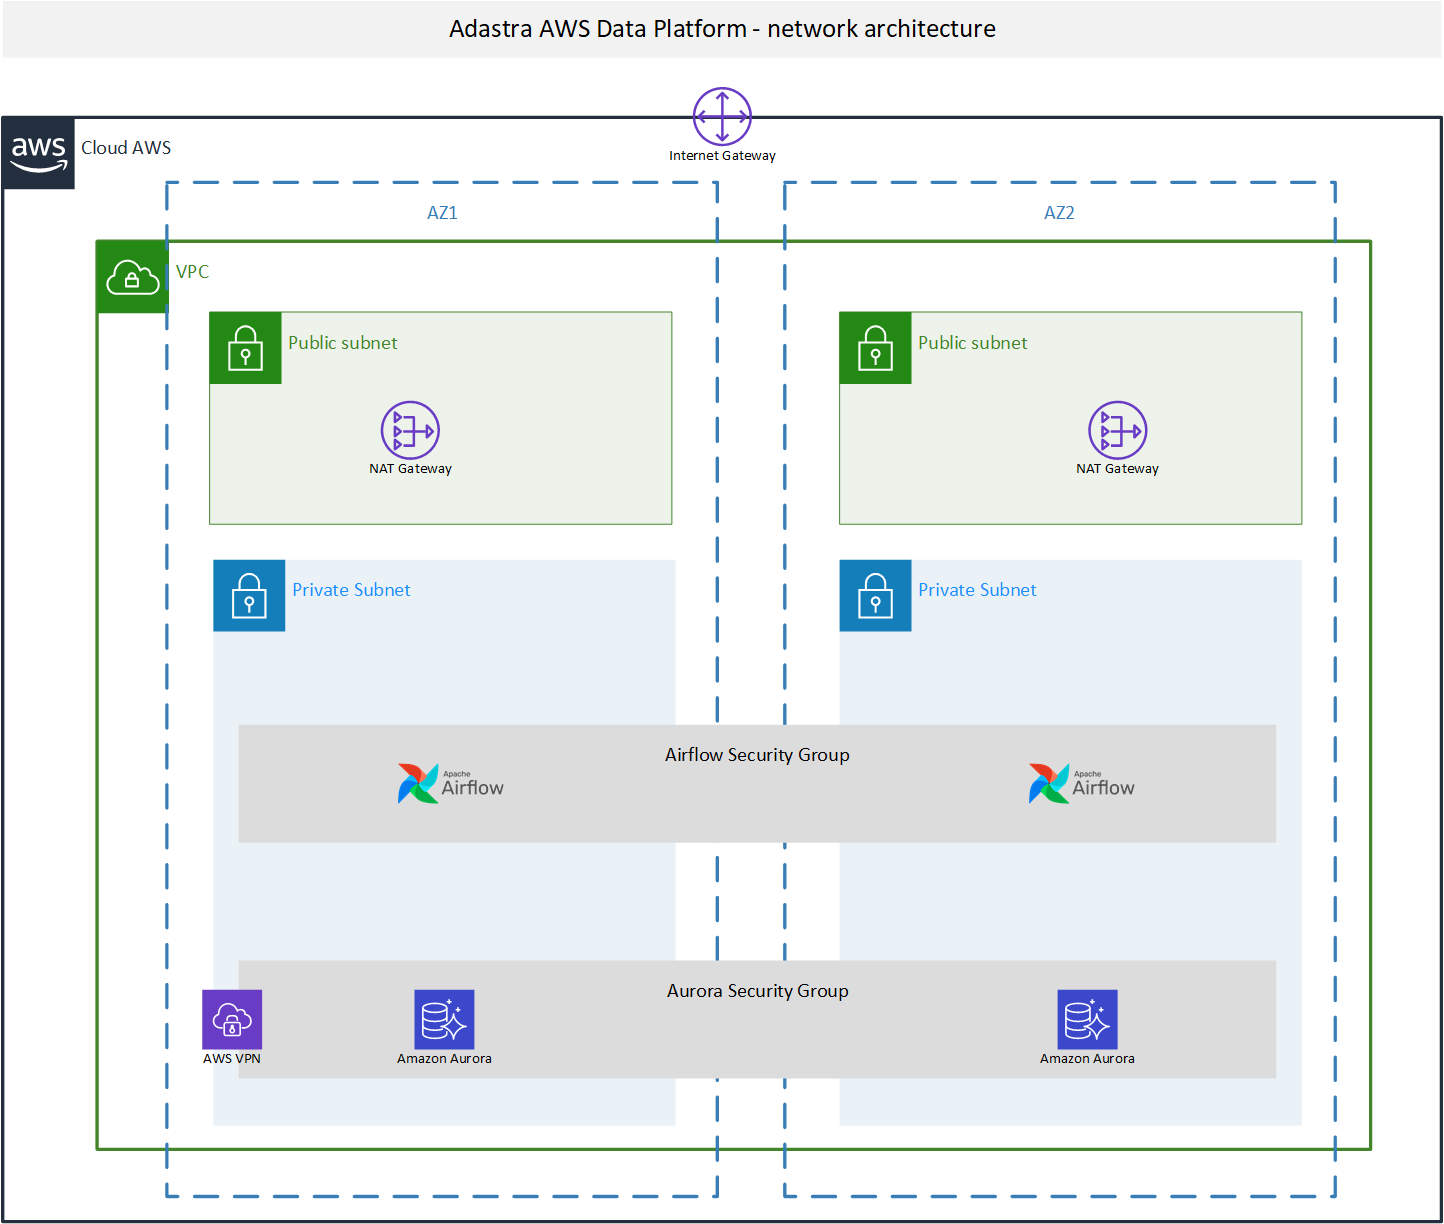 Adastra AWS Data Platform - network architecture
Internet Gateway
aws
Cloud AWS
AZ1
AZ2
VPC
Public subnet
Public subnet
NAT Gateway
NAT Gateway
Private Subnet
Private Subnet
Airflow Security Group
Apache
Airflow
Apache
Airflow
Aurora Security Group
AWS VPN
Amazon Aurora
Amazon Aurora